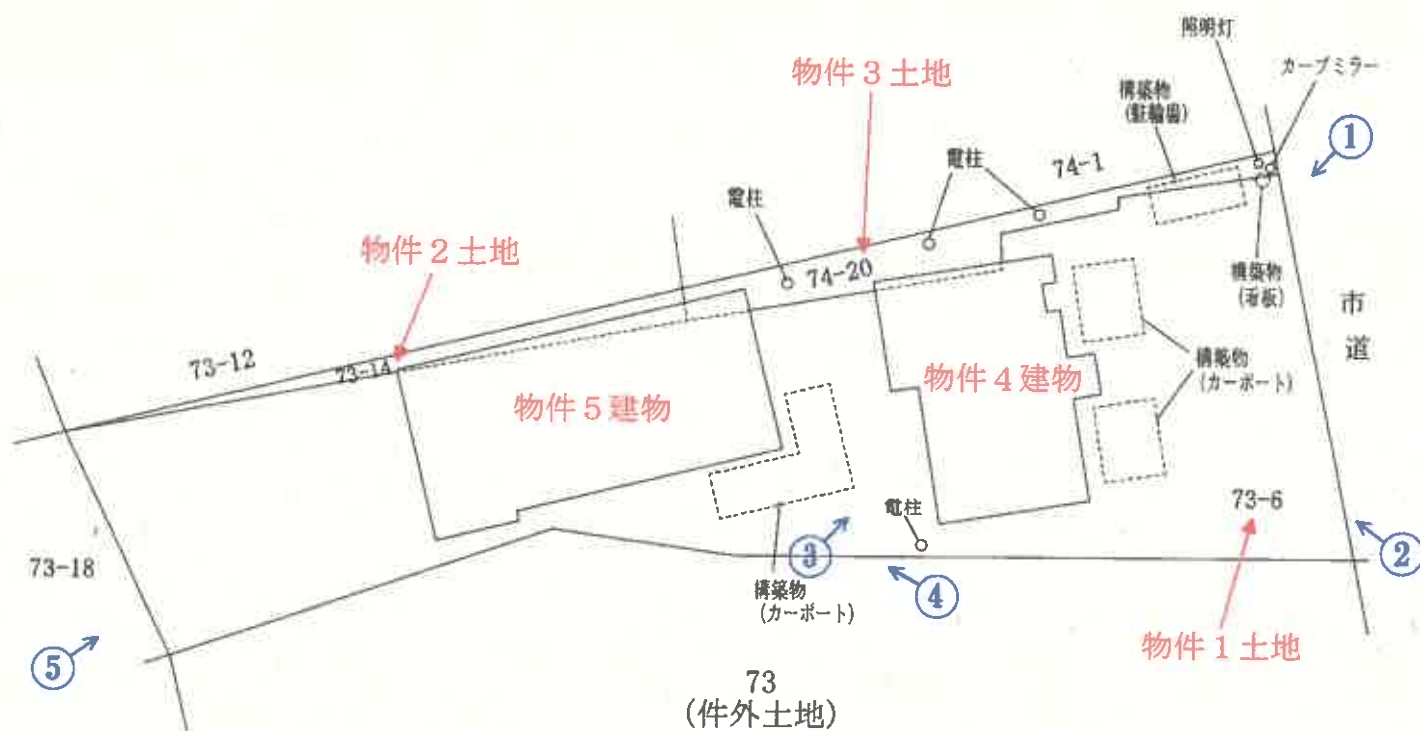 照明灯
カーブミラー
物件3土地
構築物
(駐輪場)
①
電柱
74-1
電柱
物件2土地
74-20
構築物
(看板)
市道
73-12
73-14
構築物
(カーポート)
物件4建物
物件5建物
73-6
電柱
③
②
73-18
④
構築物
(カーポート)
物件1土地
⑤
73
(件外土地)